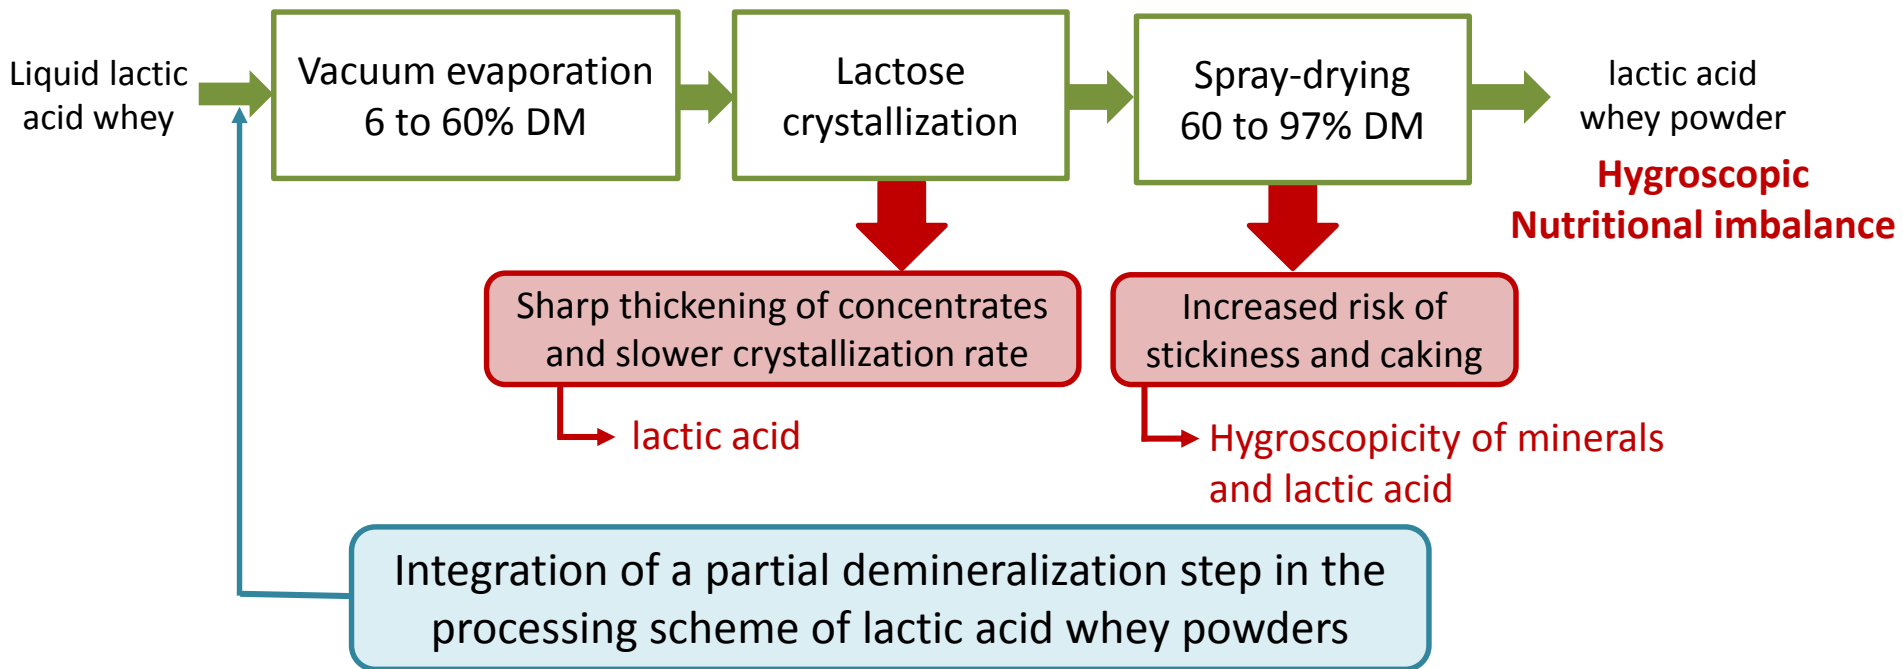 Liquid lactic
acid whey
Vacuum evaporation
6 to 60% DM
Lactose
crystallization
Spray-drying
60 to 97% DM
lactic acid
whey powder
Hygroscopic
Nutritional imbalance
Sharp thickening of concentrates
and slower crystallization rate
lactic acid
Increased risk of
stickiness and caking
Hygroscopicity of minerals
and lactic acid
Integration of a partial demineralization step in the
processing scheme of lactic acid whey powders